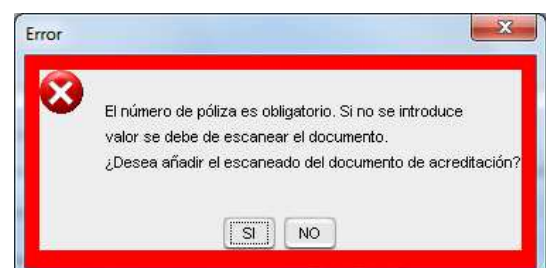 Error
El número de póliza es obligatorio. Si no se introduce
valor se debe de escanear el documento.
¿Desea añadir el escaneado del documento de acreditación?
SI
NO